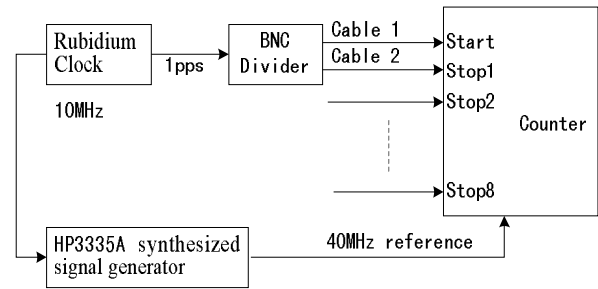 Rubidium
Clock
10MHz
1pps
BNC
Divider
Cable 1
Cable 2
Start
Stop1
Stop2
Stop8
Counter
HP3335A synthesized
signal generator
40MHz reference